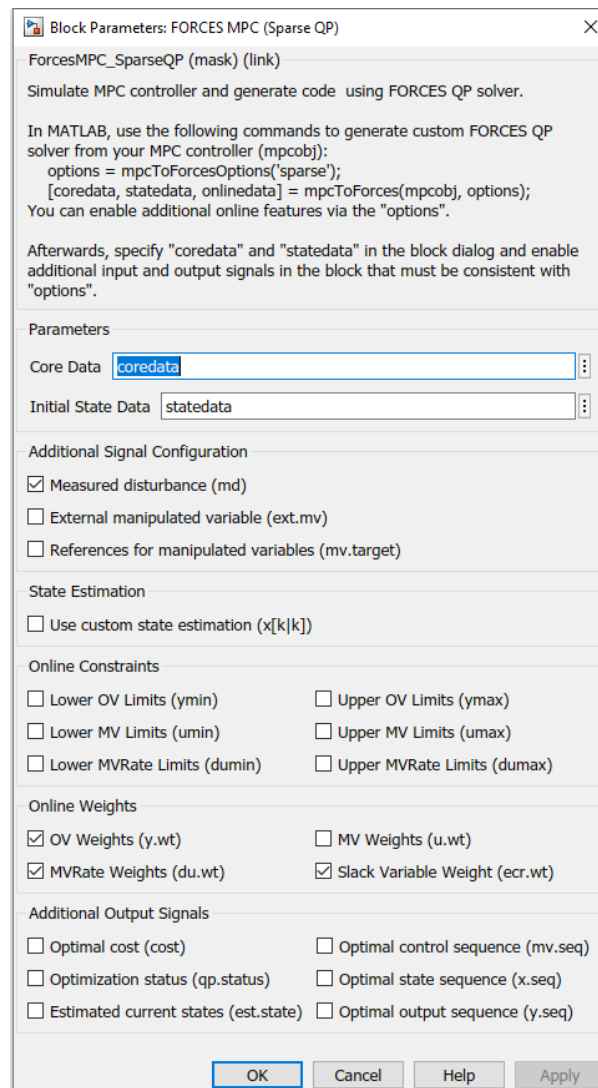 Block Parameters: FORCES MPC (Sparse QP)
ForcesMPC_SparseQP (mask) (link)
Simulate MPC controller and generate code  using FORCES QP
solver.
In MATLAB, use the following commands to generate custom FORCES QP
solver from your MPC controller (mpcobj):
options = mpcToForcesOptions('sparse');
[coredata, statedata, onlinedata] = mpcToForces(mpcobj, options);
You can enable additional online features via the "options".
Afterwards, specify "coredata" and "statedata" in the block dialog and enable
additional input and output signals in the block that must be consistent with
"options".
Parameters
Core Data coredata
Initial State Data statedata
Additional Signal Configuration
Measured disturbance (md)
External manipulated variable (ext.mv)
References for manipulated variables (mv.target)
State Estimation
Use custom state estimation (x[k|k])
Online Constraints
Lower OV Limits (ymin) Upper OV Limits (ymax)
Lower MV Limits (umin) Upper MV Limits (umax)
Lower MVRate Limits (dumin) Upper MVRate Limits (dumax)
Online Weights
OV Weights (y.wt) MV Weights (u.wt)
MVRate Weights (du.wt) Slack Variable Weight (ecr.wt)
Additional Output Signals
Optimal cost (cost) Optimal control sequence (mv.seq)
Optimization status (qp.status) Optimal state sequence (x.seq)
Estimated current states (est.state) Optimal output sequence (y.seq)
OK Cancel Help Apply